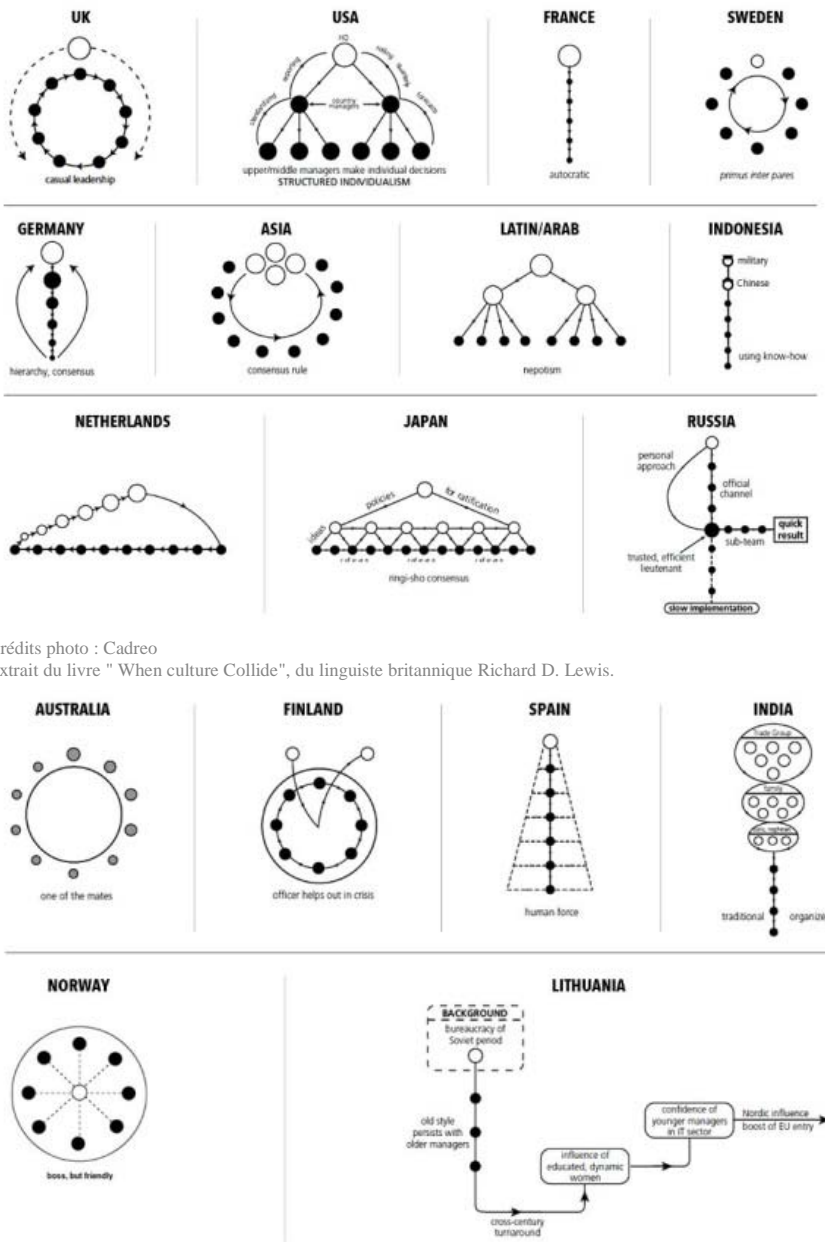 UK
USA
FRANCE
SWEDEN
HQ
standardized
reporting
sales
planning
forecasts
country
managers
casual leadership
upper/middle managers make individual decisions
STRUCTURED INDIVIDUALISM
autocratic
primus inter pares
GERMANY
ASIA
LATIN/ARAB
INDONESIA
military
Chinese
hierarchy, consensus
consensus rule
nepotism
using know-how
NETHERLANDS
JAPAN
RUSSIA
ideas
policies
for ratification
ringi-sho consensus
personal
approach
official
channel
quick
result
sub-team
trusted, efficient
lieutenant
slow implementation
rédits photo : Cadreo
xtrait du livre " When culture Collide", du linguiste britannique Richard D. Lewis.
AUSTRALIA
FINLAND
SPAIN
INDIA
Trade Group
family
one of the mates
officer helps out in crisis
human force
traditional
organize
NORWAY
LITHUANIA
BACKGROUND
bureaucracy of
Soviet period
old style
persists with
older managers
confidence of
younger managers
in IT sector
Nordic influence
boost of EU entry
influence of
educated, dynamic
women
boss, but friendly
cross-century
turnaround